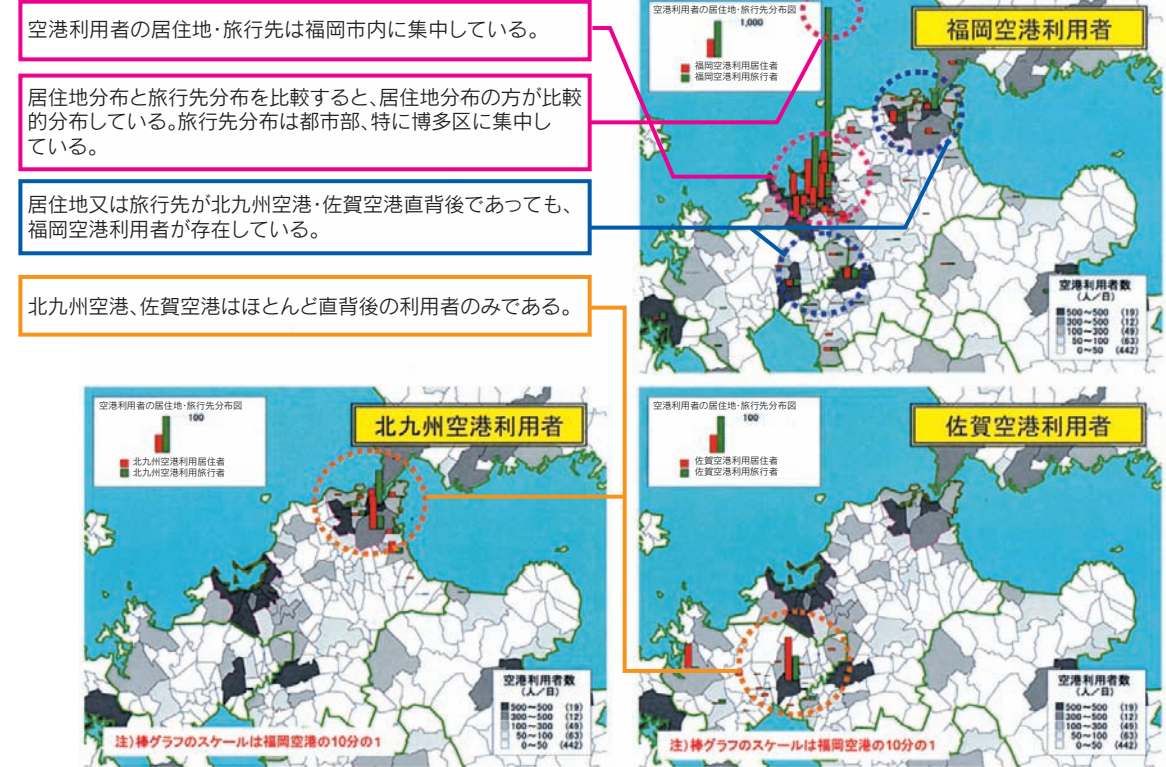 空港利用者の居住地・旅行先は福岡市内に集中している。
居住地分布と旅行先分布を比較すると、居住地分布の方が比較
的分布している。旅行先分布は都市部、特に博多区に集中し
ている。
居住地又は旅行先が北九州空港・佐賀空港直背後であっても、
福岡空港利用者が存在している。
北九州空港、佐賀空港はほとんど直背後の利用者のみである。
空港利用者の居住地・旅行先分布図
1,000
福岡空港利用居住者
福岡空港利用旅行者
福岡空港利用者
空港利用者数
(人/日)
500~500 (19)
300~500 (12)
100~300 (49)
50~100 (63)
0~50 (442)
空港利用者の居住地・旅行先分布図
100
北九州空港利用居住者
北九州空港利用旅行者
北九州空港利用者
空港利用者数
(人/日)
500~500 (19)
300~500 (12)
100~300 (49)
50~100 (63)
0~50 (442)
注)棒グラフのスケールは福岡空港の10分の1
空港利用者の居住地・旅行先分布図
100
佐賀空港利用居住者
佐賀空港利用旅行者
佐賀空港利用者
空港利用者数
(人/日)
500~500 (19)
300~500 (12)
100~300 (49)
50~100 (63)
0~50 (442)
注)棒グラフのスケールは福岡空港の10分の1